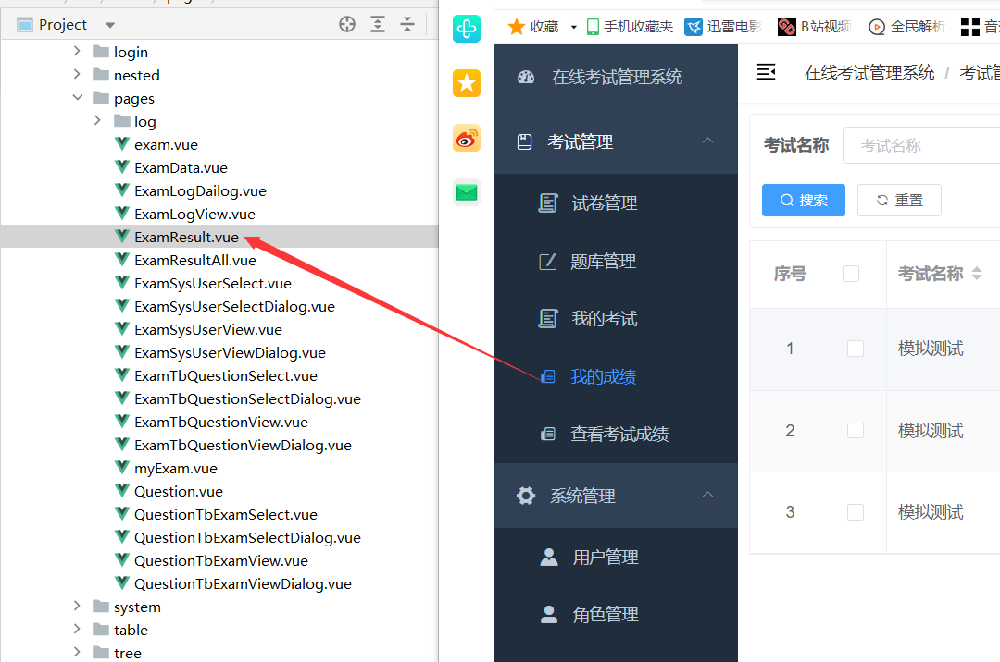 Project
login
nested
pages
log
exam.vue
ExamData.vue
ExamLogDailog.vue
ExamLogView.vue
ExamResult.vue
ExamResultAll.vue
ExamSysUserSelect.vue
ExamSysUserSelectDialog.vue
ExamSysUserView.vue
ExamSysUserViewDialog.vue
ExamTbQuestionSelect.vue
ExamTbQuestionSelectDialog.vue
ExamTbQuestionView.vue
ExamTbQuestionViewDialog.vue
myExam.vue
Question.vue
QuestionTbExamSelect.vue
QuestionTbExamSelectDialog.vue
QuestionTbExamView.vue
QuestionTbExamViewDialog.vue
system
table
tree
收藏 手机收藏夹 迅雷电影 B站视频 全民解析 音
在线考试管理系统
考试管理
试卷管理
题库管理
我的考试
我的成绩
查看考试成绩
系统管理
用户管理
角色管理
在线考试管理系统 / 考试管
考试名称 考试名称
搜索 重置
序号 考试名称
1 模拟测试
2 模拟测试
3 模拟测试